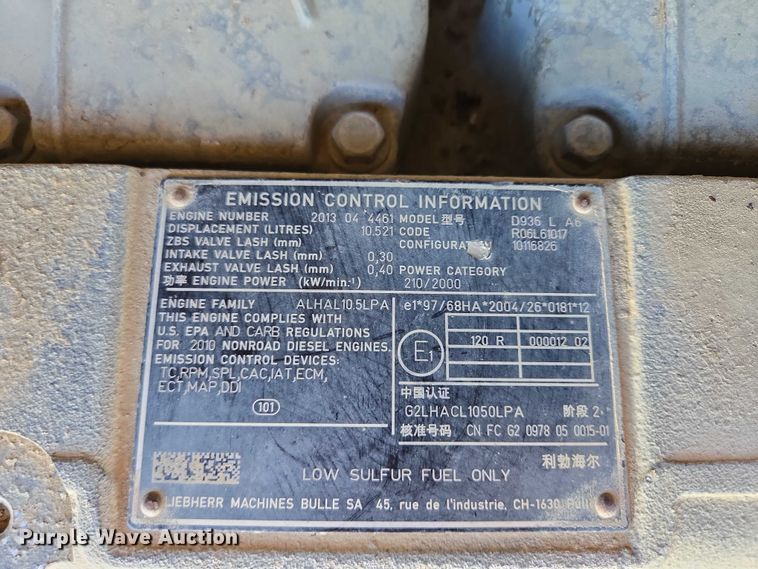 EMISSION CONTROL INFORMATION
ENGINE NUMBER 2013 04 4461 MODEL 型号 D936 L A6
DISPLACEMENT (LITRES) 10.521 CODE R06L61017
ZBS VALVE LASH (mm) CONFIGURATION 10116826
INTAKE VALVE LASH (mm) 0,30
EXHAUST VALVE LASH (mm) 0,40 POWER CATEGORY
功率 ENGINE POWER (kW/min-1) 210/2000
ENGINE FAMILY ALHAL10.5LPA e1*97/68HA*2004/26*0181*12
THIS ENGINE COMPLIES WITH
U.S. EPA AND CARB REGULATIONS
FOR 2010 NONROAD DIESEL ENGINES.
EMISSION CONTROL DEVICES:
TC,RPM,SPL,CAC,IAT,ECM,
ECT,MAP,DDI
101
E1
120 R 000012 02
中国认证
G2LHACL1050LPA 阶段 2
核准号码 CN FC G2 0978 05 0015-01
LOW SULFUR FUEL ONLY 利勃海尔
LIEBHERR MACHINES BULLE SA 45, rue de l'industrie, CH-1630
Purple Wave Auction